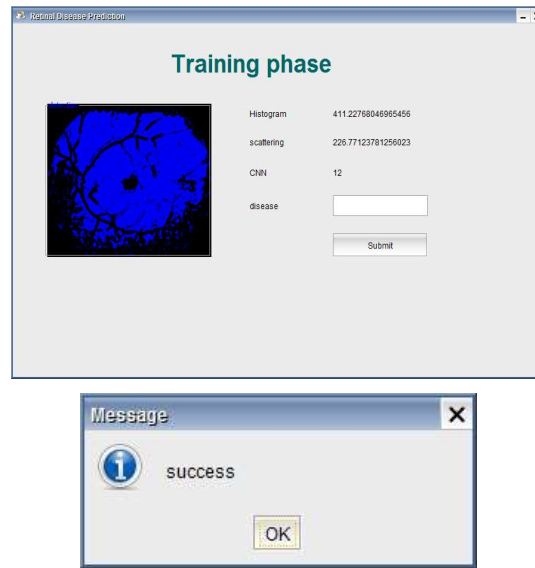 Retinal Disease Prediction
Training phase
Histogram 411.22768046965456
scattering 226.77123781256023
CNN 12
disease
Submit
Message
success
OK